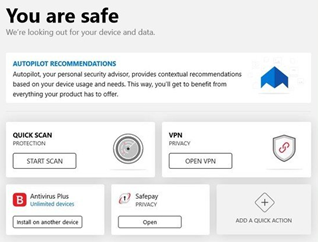 You are safe
We're looking out for your device and data.
AUTOPILOT RECOMMENDATIONS
Autopilot, your personal security advisor, provides contextual recommendations
based on your device usage and needs. This way, you'll get to benefit from
everything your product has to offer.
QUICK SCAN
PROTECTION
START SCAN
VPN
PRIVACY
OPEN VPN
B
Antivirus Plus
Unlimited devices
Install on another device
Safepay
PRIVACY
Open
ADD A QUICK ACTION